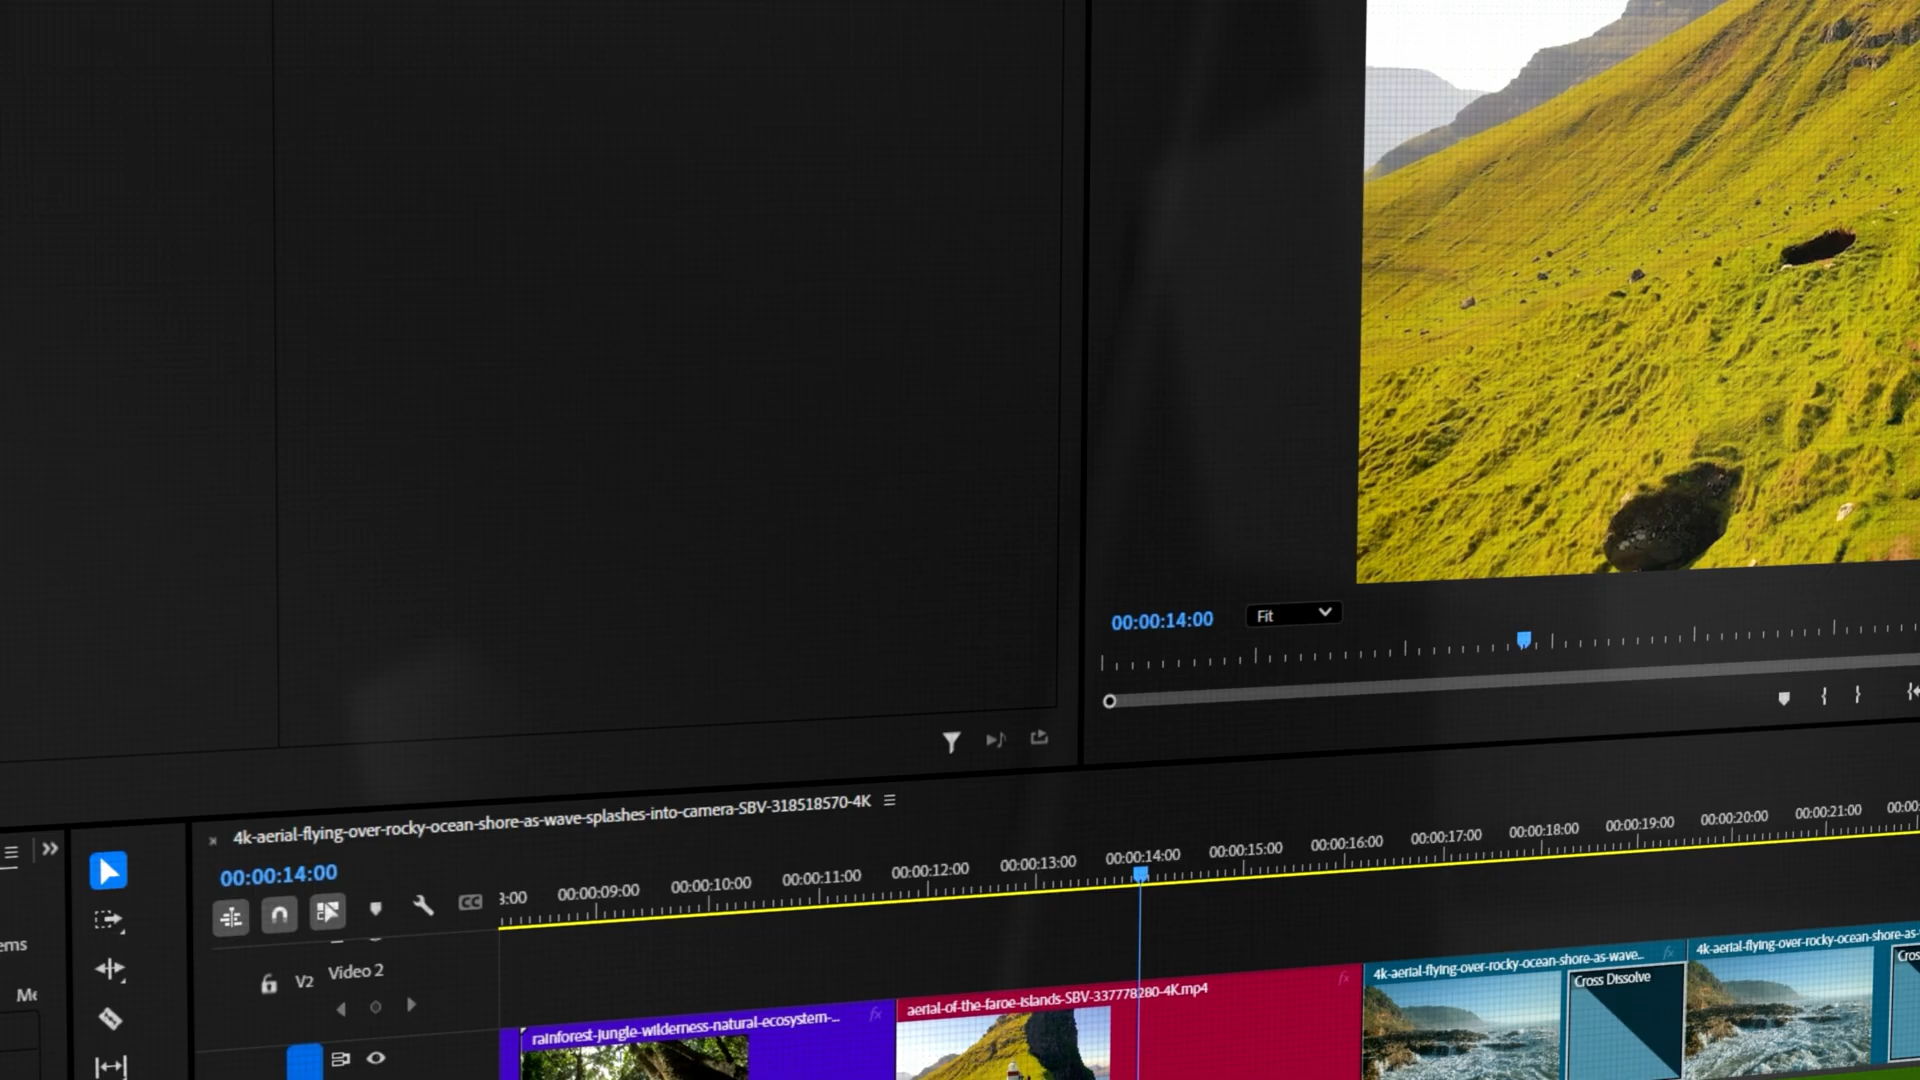 00:00:14:00
Fit
4k-aerial-flying-over-rocky-ocean-shore-as-wave-splashes-into-camera-SBV-318518570-4K
00:00:14:00
3:00 00:00:09:00 00:00:10:00 00:00:11:00 00:00:12:00 00:00:13:00 00:00:14:00 00:00:15:00 00:00:16:00 00:00:17:00 00:00:18:00 00:00:19:00 00:00:20:00 00:00:21:00 00:00:
CC
ems
V2 Video 2
Me
rainforest-jungle-wilderness-natural-ecosystem-... fx
aerial-of-the-faroe-islands-SBV-337778280-4K.mp4 fx
4k-aerial-flying-over-rocky-ocean-shore-as-wave... fx
Cross Dissolve
4k-aerial-flying-over-rocky-ocean-shore-as-
Cros